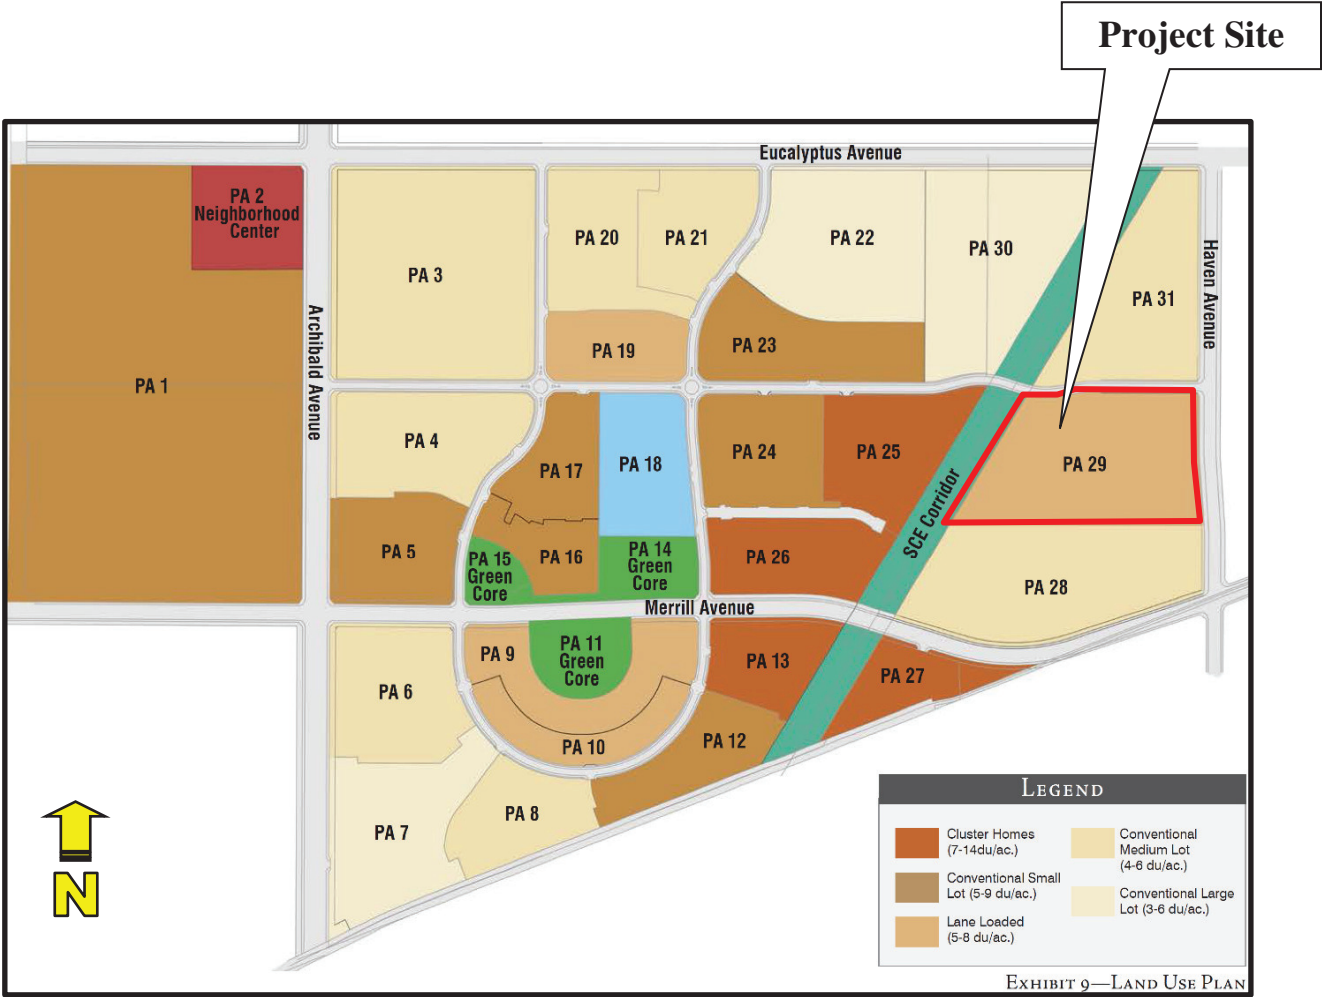 Project Site
Eucalyptus Avenue
PA 2
Neighborhood
Center
PA 3
PA 20
PA 21
PA 22
PA 30
PA 31
Haven Avenue
Archibald Avenue
PA 1
PA 19
PA 23
PA 4
PA 17
PA 18
PA 24
PA 25
PA 29
SCE Corridor
PA 5
PA 15
Green
Core
PA 16
PA 14
Green
Core
PA 26
PA 28
Merrill Avenue
PA 9
PA 11
Green
Core
PA 13
PA 27
PA 6
PA 10
PA 12
PA 7
PA 8
N
LEGEND
Cluster Homes
(7-14du/ac.)
Conventional Small
Lot (5-9 du/ac.)
Lane Loaded
(5-8 du/ac.)
Conventional
Medium Lot
(4-6 du/ac.)
Conventional Large
Lot (3-6 du/ac.)
EXHIBIT 9—LAND USE PLAN